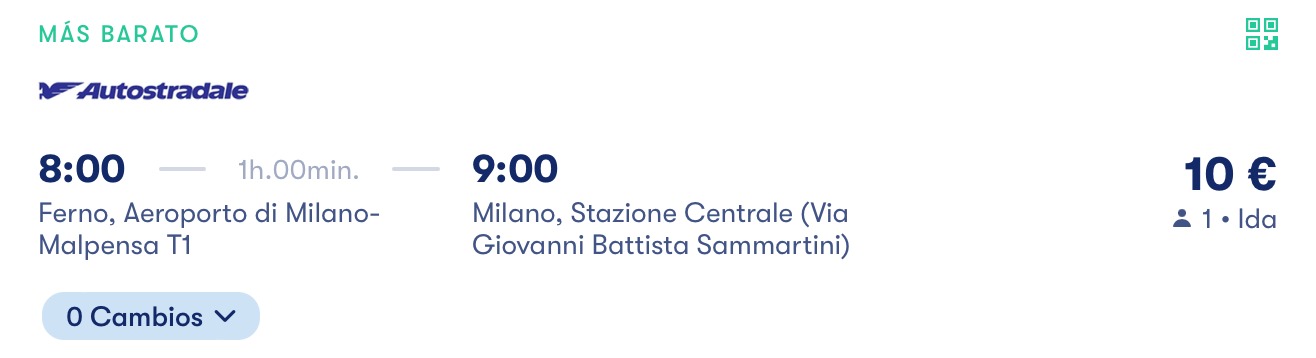 MÁS BARATO
Autostradale
8:00 1h.00min. 9:00 10 €
Ferno, Aeroporto di Milano-
Malpensa T1
Milano, Stazione Centrale (Via
Giovanni Battista Sammartini)
1 • Ida
0 Cambios